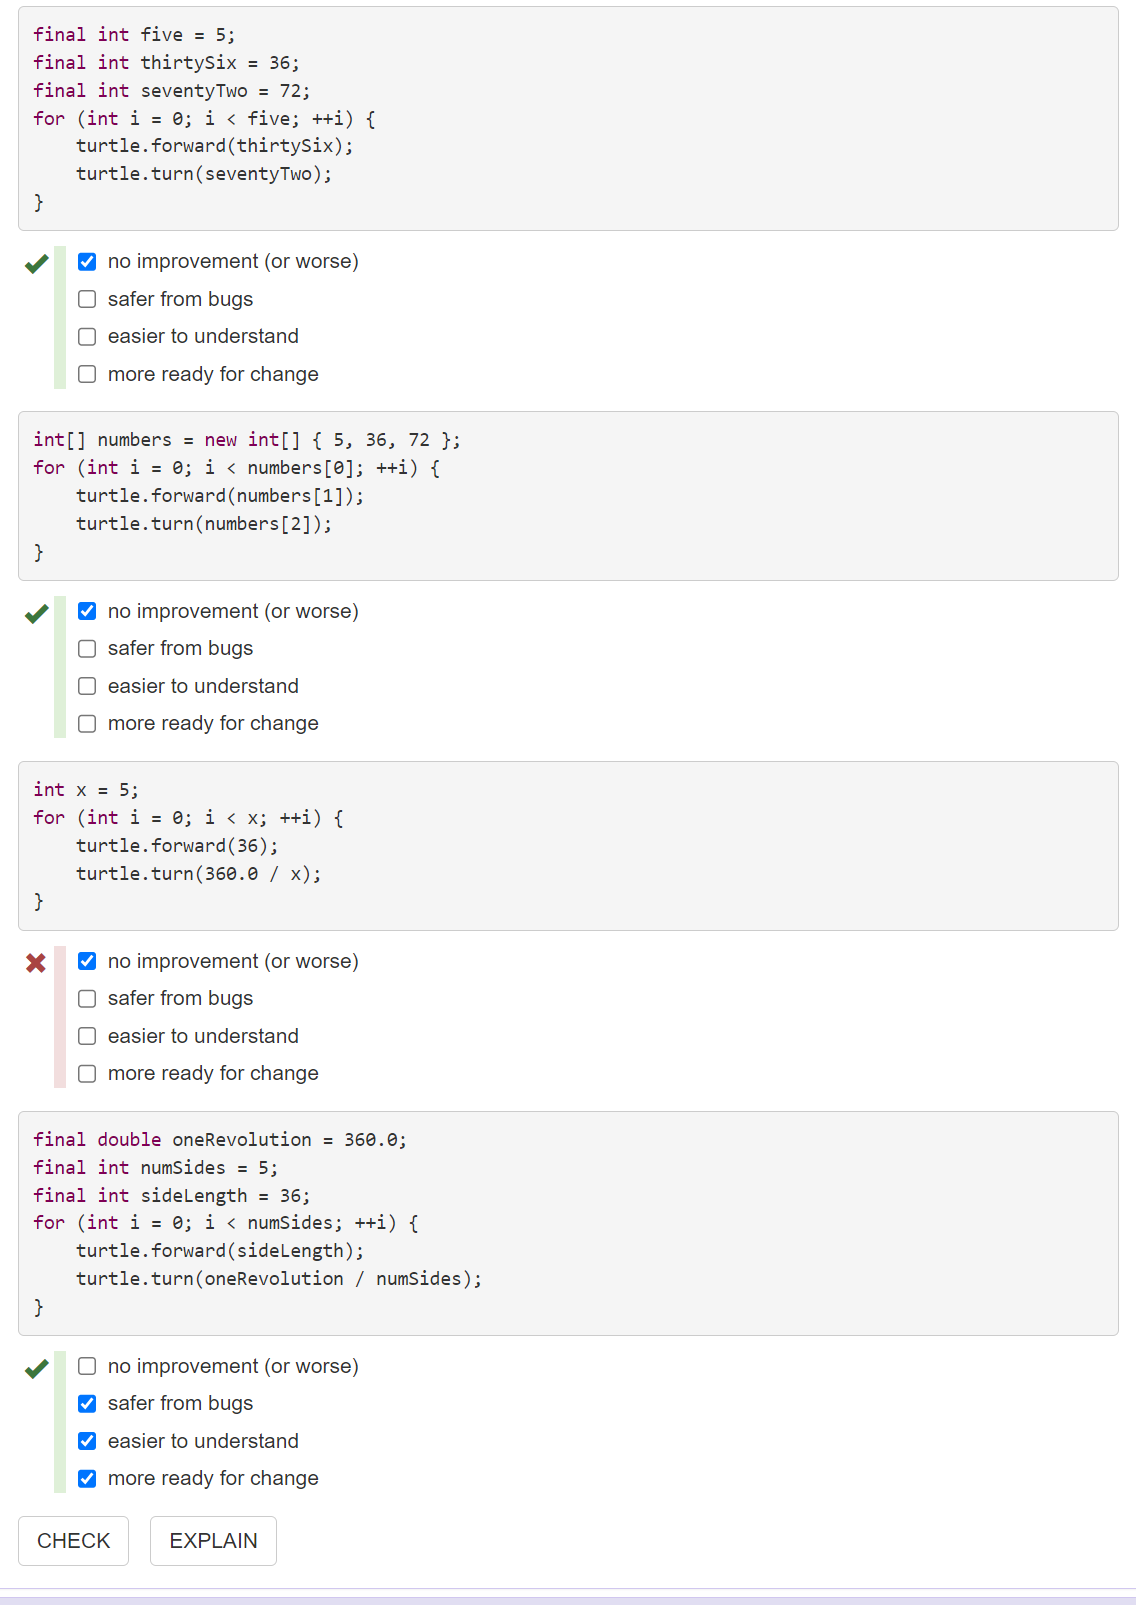 final int five = 5;
final int thirtySix = 36;
final int seventyTwo = 72;
for (int i = 0; i < five; ++i) {
    turtle.forward(thirtySix);
    turtle.turn(seventyTwo);
}
no improvement (or worse)
safer from bugs
easier to understand
more ready for change
int[] numbers = new int[] { 5, 36, 72 };
for (int i = 0; i < numbers[0]; ++i) {
    turtle.forward(numbers[1]);
    turtle.turn(numbers[2]);
}
no improvement (or worse)
safer from bugs
easier to understand
more ready for change
int x = 5;
for (int i = 0; i < x; ++i) {
    turtle.forward(36);
    turtle.turn(360.0 / x);
}
no improvement (or worse)
safer from bugs
easier to understand
more ready for change
final double oneRevolution = 360.0;
final int numSides = 5;
final int sideLength = 36;
for (int i = 0; i < numSides; ++i) {
    turtle.forward(sideLength);
    turtle.turn(oneRevolution / numSides);
}
no improvement (or worse)
safer from bugs
easier to understand
more ready for change
CHECK EXPLAIN